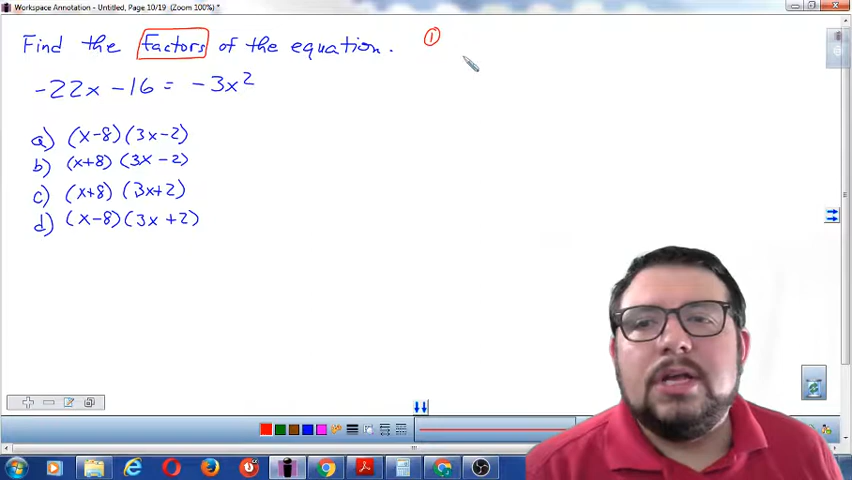 Workspace Annotation - Untitled, Page 10/19 (Zoom 100%) *
Find the factors of the equation. ①
-22x -16 = -3x²
a) (x-8)(3x-2)
b) (x+8)(3x-2)
c) (x+8)(3x+2)
d) (x-8)(3x+2)